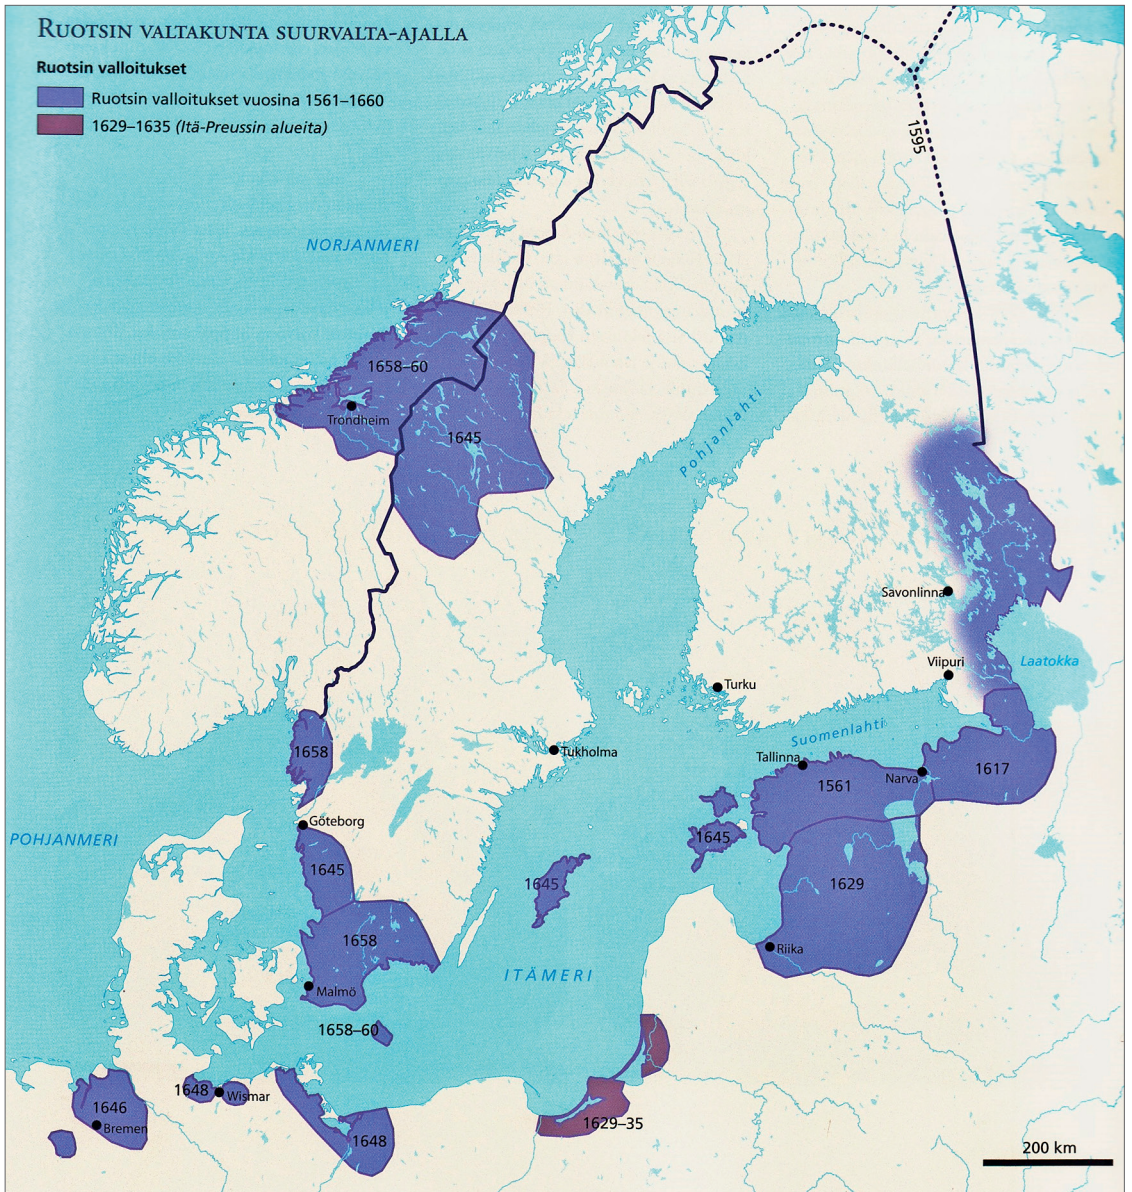 RUOTSIN VALTAKUNTA SUURVALTA-AJALLA
Ruotsin valloitukset
Ruotsin valloitukset vuosina 1561–1660
1629–1635 (Itä-Preussin alueita)
1595
NORJANMERI
1658–60
Trondheim
1645
Pohjanlahti
Savonlinna
Viipuri
Laatokka
Turku
Suomenlahti
1658
Tukholma
Tallinna
1561
Narva
1617
Göteborg
POHJANMERI
1645
1645
1645
1629
1658
Riika
ITÄMERI
Malmö
1658–60
1648
Wismar
1646
Bremen
1648
1629–35
200 km